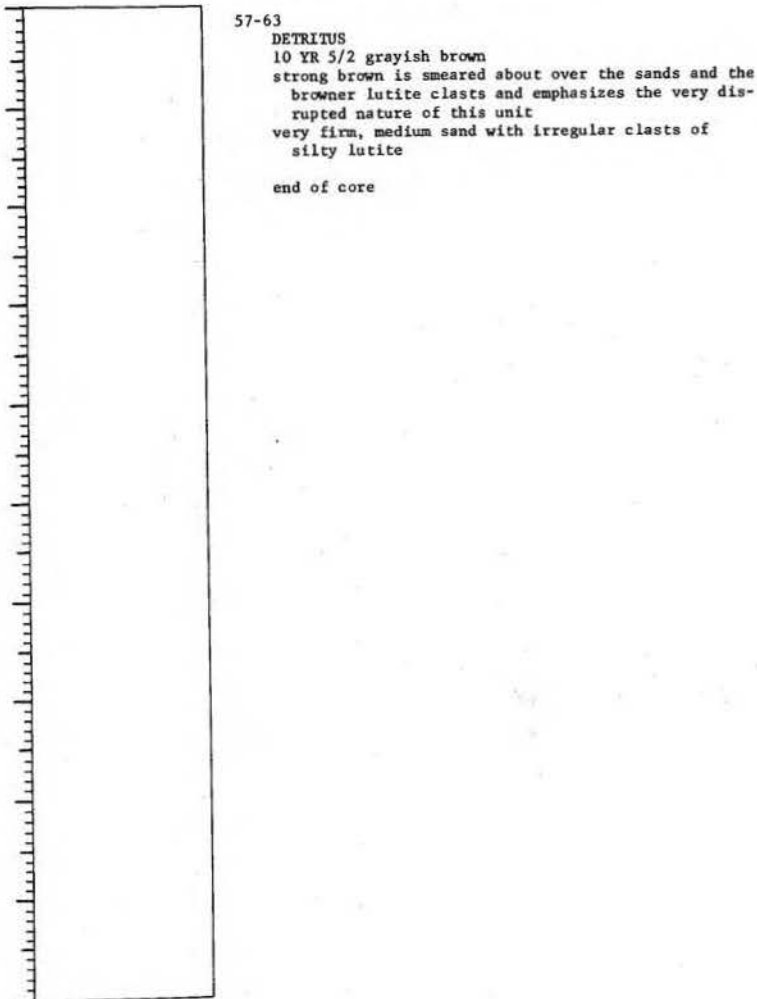 57-63
DETRITUS
10 YR 5/2 grayish brown
strong brown is smeared about over the sands and the
browner lutite clasts and emphasizes the very dis-
rupted nature of this unit
very firm, medium sand with irregular clasts of
silty lutite
end of core